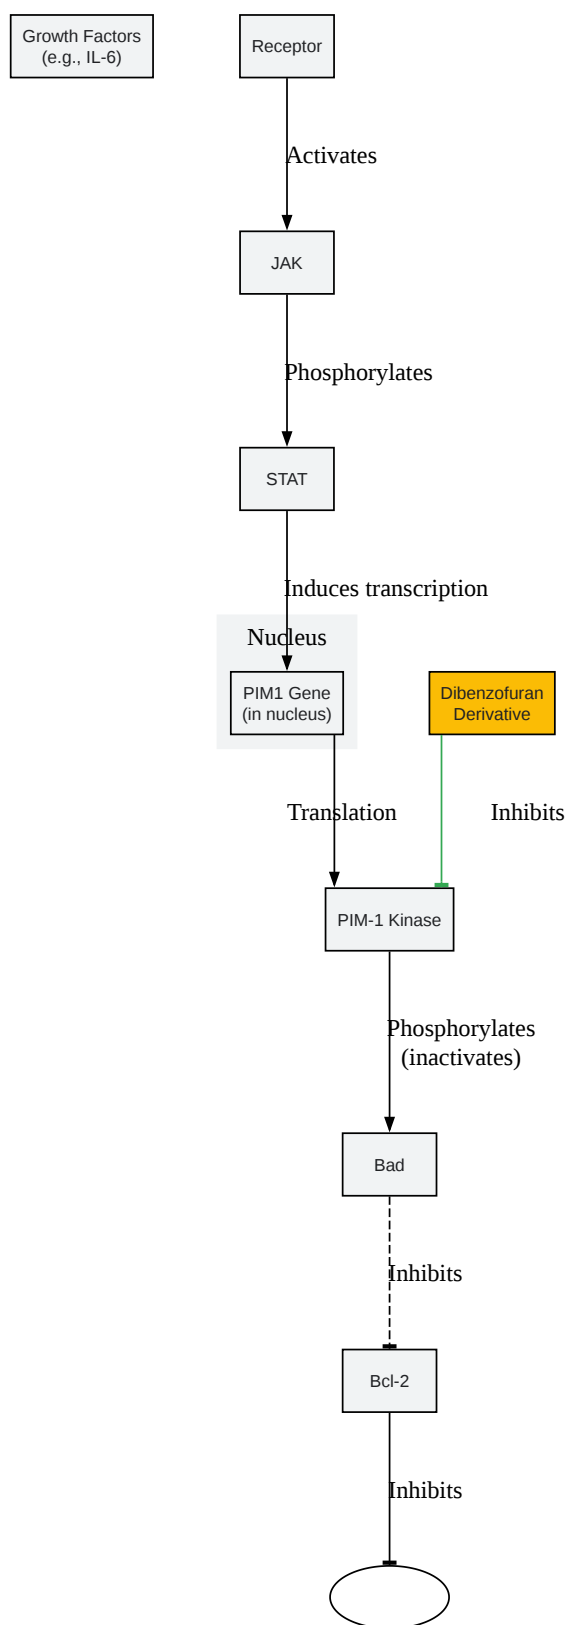 Growth Factors
(e.g., IL-6)
Receptor
Activates
JAK
Phosphorylates
STAT
Induces transcription
Nucleus
PIM1 Gene
(in nucleus)
Dibenzofuran
Derivative
Translation
Inhibits
PIM-1 Kinase
Phosphorylates
(inactivates)
Bad
Inhibits
Bcl-2
Inhibits